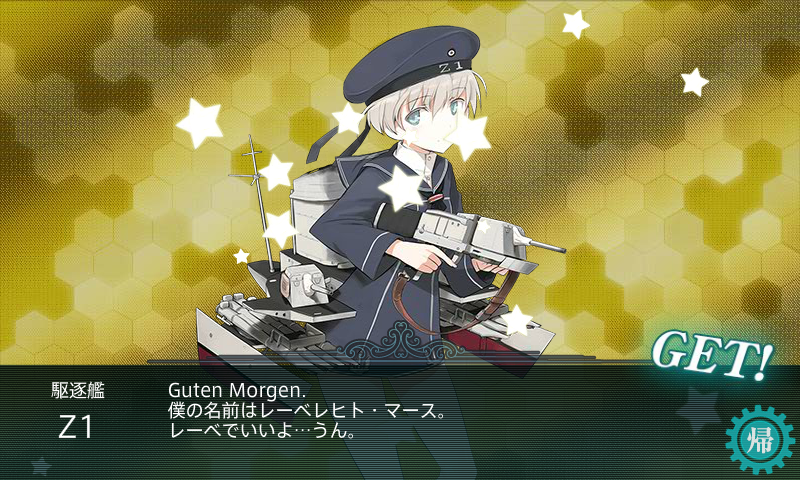 Z1
GET!
駆逐艦
Z1
Guten Morgen.
僕の名前はレーベレヒト・マース。
レーベでいいよ…うん。
帰